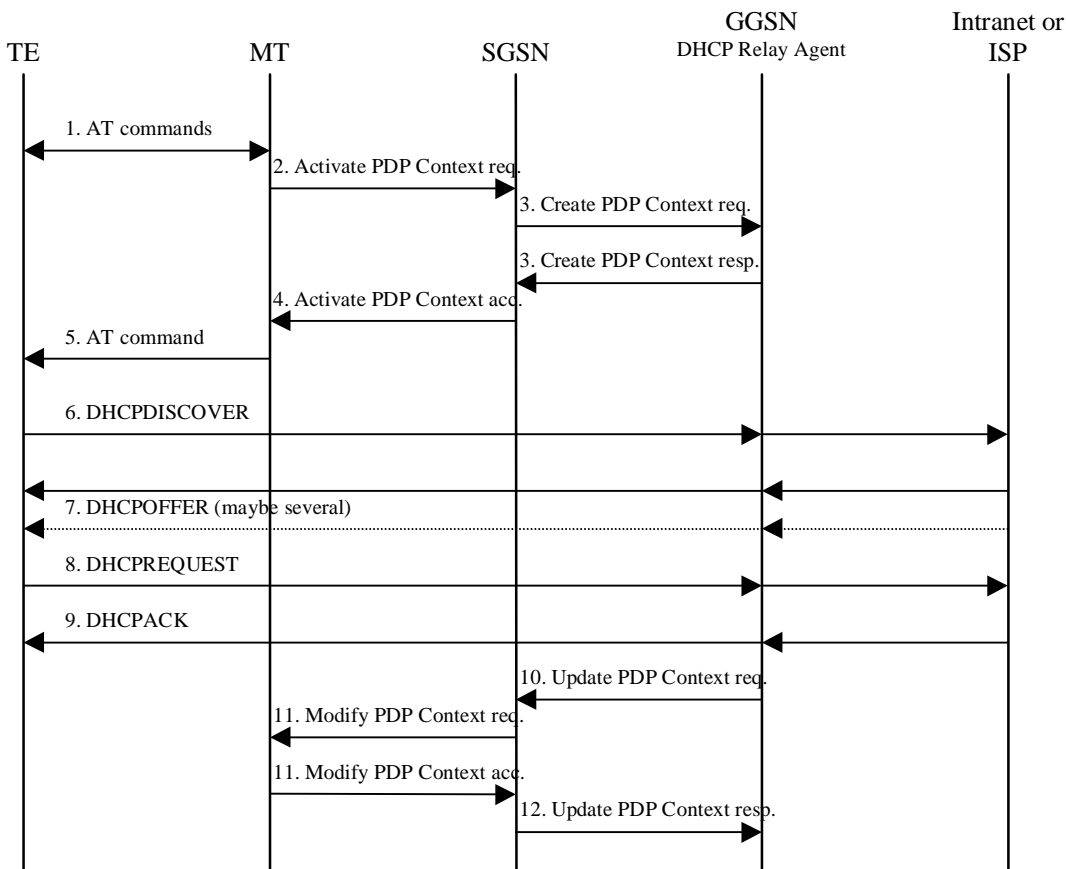 GGSN
Intranet or
TE
MT
SGSN
DHCP Relay Agent
ISP
1. AT commands
2. Activate PDP Context req.
3. Create PDP Context req.
3. Create PDP Context resp.
4. Activate PDP Context acc.
5. AT command
6. DHCPDISCOVER
7. DHCPOFFER (maybe several)
8. DHCPREQUEST
9. DHCPACK
10. Update PDP Context req.
11. Modify PDP Context req.
11. Modify PDP Context acc.
12. Update PDP Context resp.